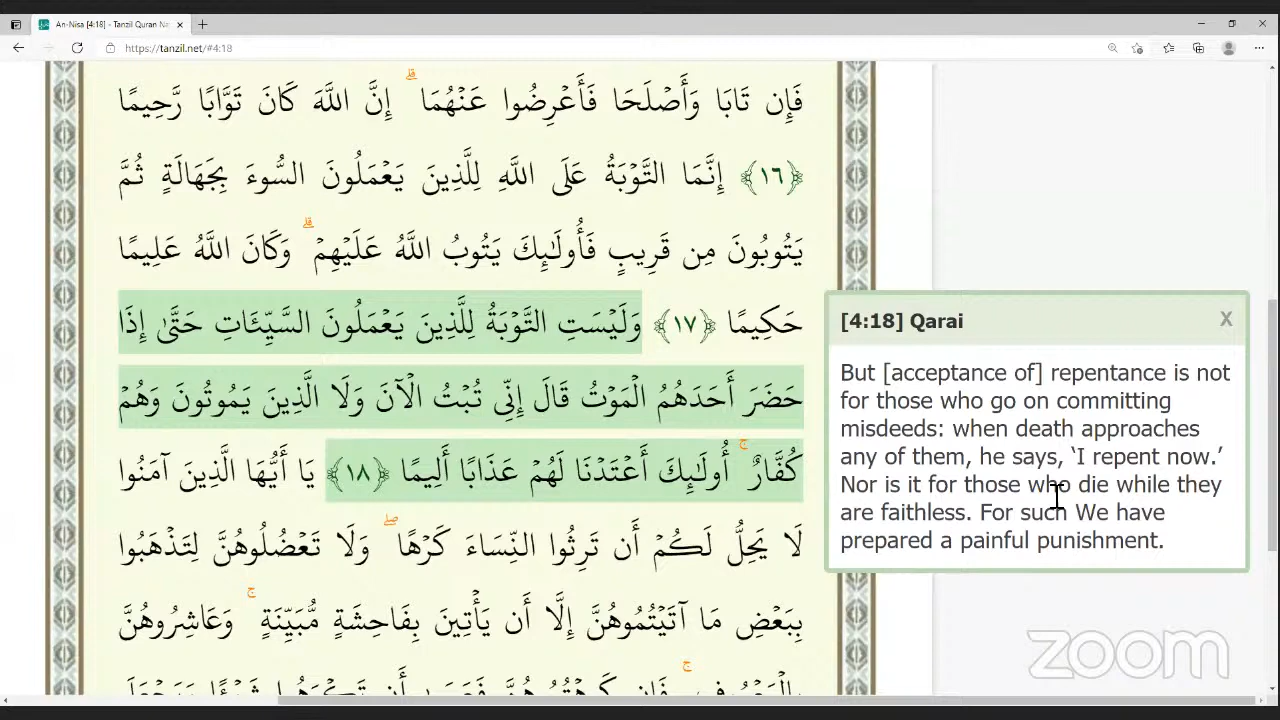 An-Nisa [4:18] - Tanzil Quran Na
https://tanzil.net/#4:18
فَإِن تَابَا وَأَصْلَحَا فَأَعْرِضُوا عَنْهُمَا ۗ إِنَّ اللَّهَ كَانَ تَوَّابًا رَّحِيمًا
﴿١٦﴾ إِنَّمَا التَّوْبَةُ عَلَى اللَّهِ لِلَّذِينَ يَعْمَلُونَ السُّوءَ بِجَهَالَةٍ ثُمَّ
يَتُوبُونَ مِن قَرِيبٍ فَأُولَٰئِكَ يَتُوبُ اللَّهُ عَلَيْهِمْ ۗ وَكَانَ اللَّهُ عَلِيمًا
حَكِيمًا ﴿١٧﴾ وَلَيْسَتِ التَّوْبَةُ لِلَّذِينَ يَعْمَلُونَ السَّيِّئَاتِ حَتَّىٰ إِذَا
حَضَرَ أَحَدَهُمُ الْمَوْتُ قَالَ إِنِّي تُبْتُ الْآنَ وَلَا الَّذِينَ يَمُوتُونَ وَهُمْ
كُفَّارٌ ۚ أُولَٰئِكَ أَعْتَدْنَا لَهُمْ عَذَابًا أَلِيمًا ﴿١٨﴾ يَا أَيُّهَا الَّذِينَ آمَنُوا
لَا يَحِلُّ لَكُمْ أَن تَرِثُوا النِّسَاءَ كَرْهًا ۖ وَلَا تَعْضُلُوهُنَّ لِتَذْهَبُوا
بِبَعْضِ مَا آتَيْتُمُوهُنَّ إِلَّا أَن يَأْتِينَ بِفَاحِشَةٍ مُّبَيِّنَةٍ ۚ وَعَاشِرُوهُنَّ
[4:18] Qarai
X
But [acceptance of] repentance is not
for those who go on committing
misdeeds: when death approaches
any of them, he says, ‘I repent now.’
Nor is it for those who die while they
are faithless. For such We have
prepared a painful punishment.
zoom